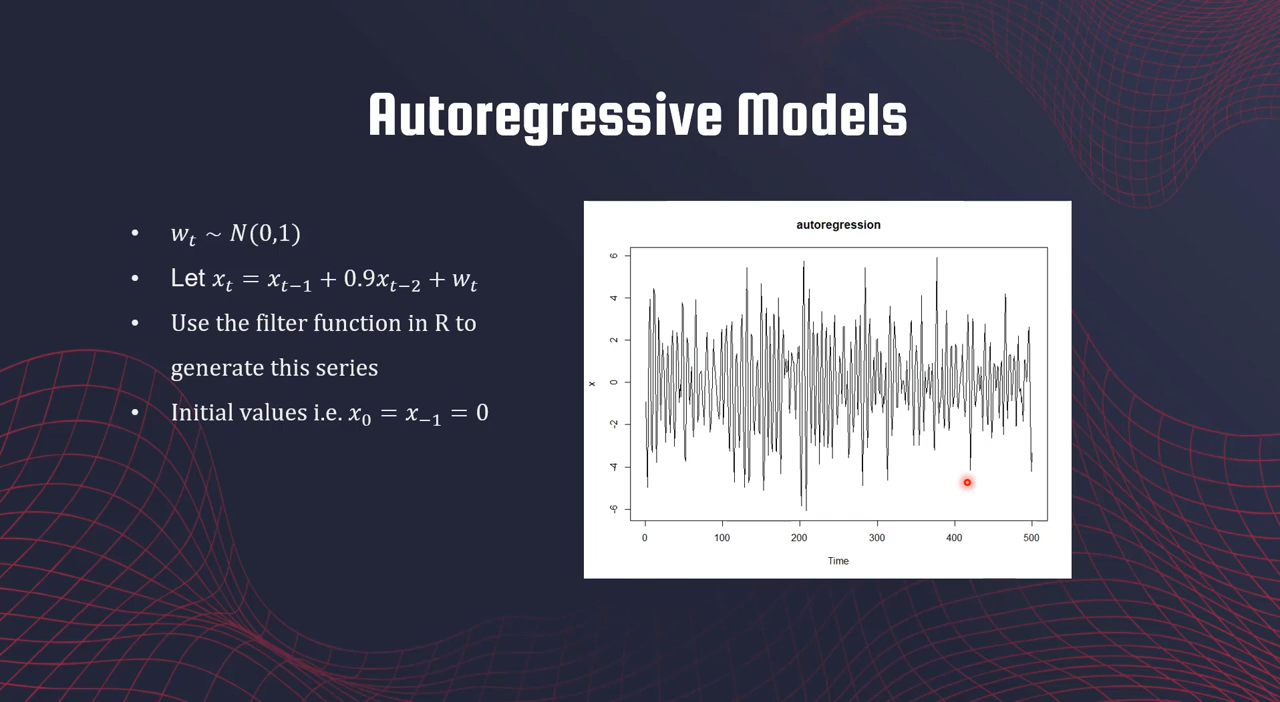 Autoregressive Models
• w_t ~ N(0,1)
• Let x_t = x_{t−1} + 0.9x_{t−2} + w_t
• Use the filter function in R to
generate this series
• Initial values i.e. x_0 = x_{−1} = 0
autoregression
6
4
2
0
-2
-4
-6
x
0 100 200 300 400 500
Time